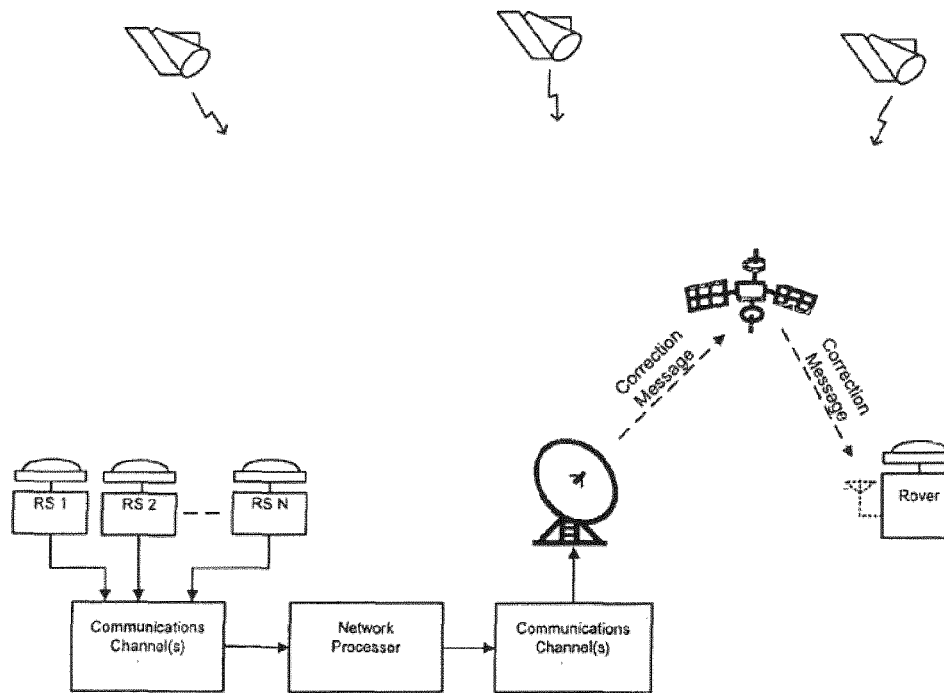 Correction
Message
Correction
Message
RS 1
RS 2
RS N
Rover
Communications
Channel(s)
Network
Processor
Communications
Channel(s)